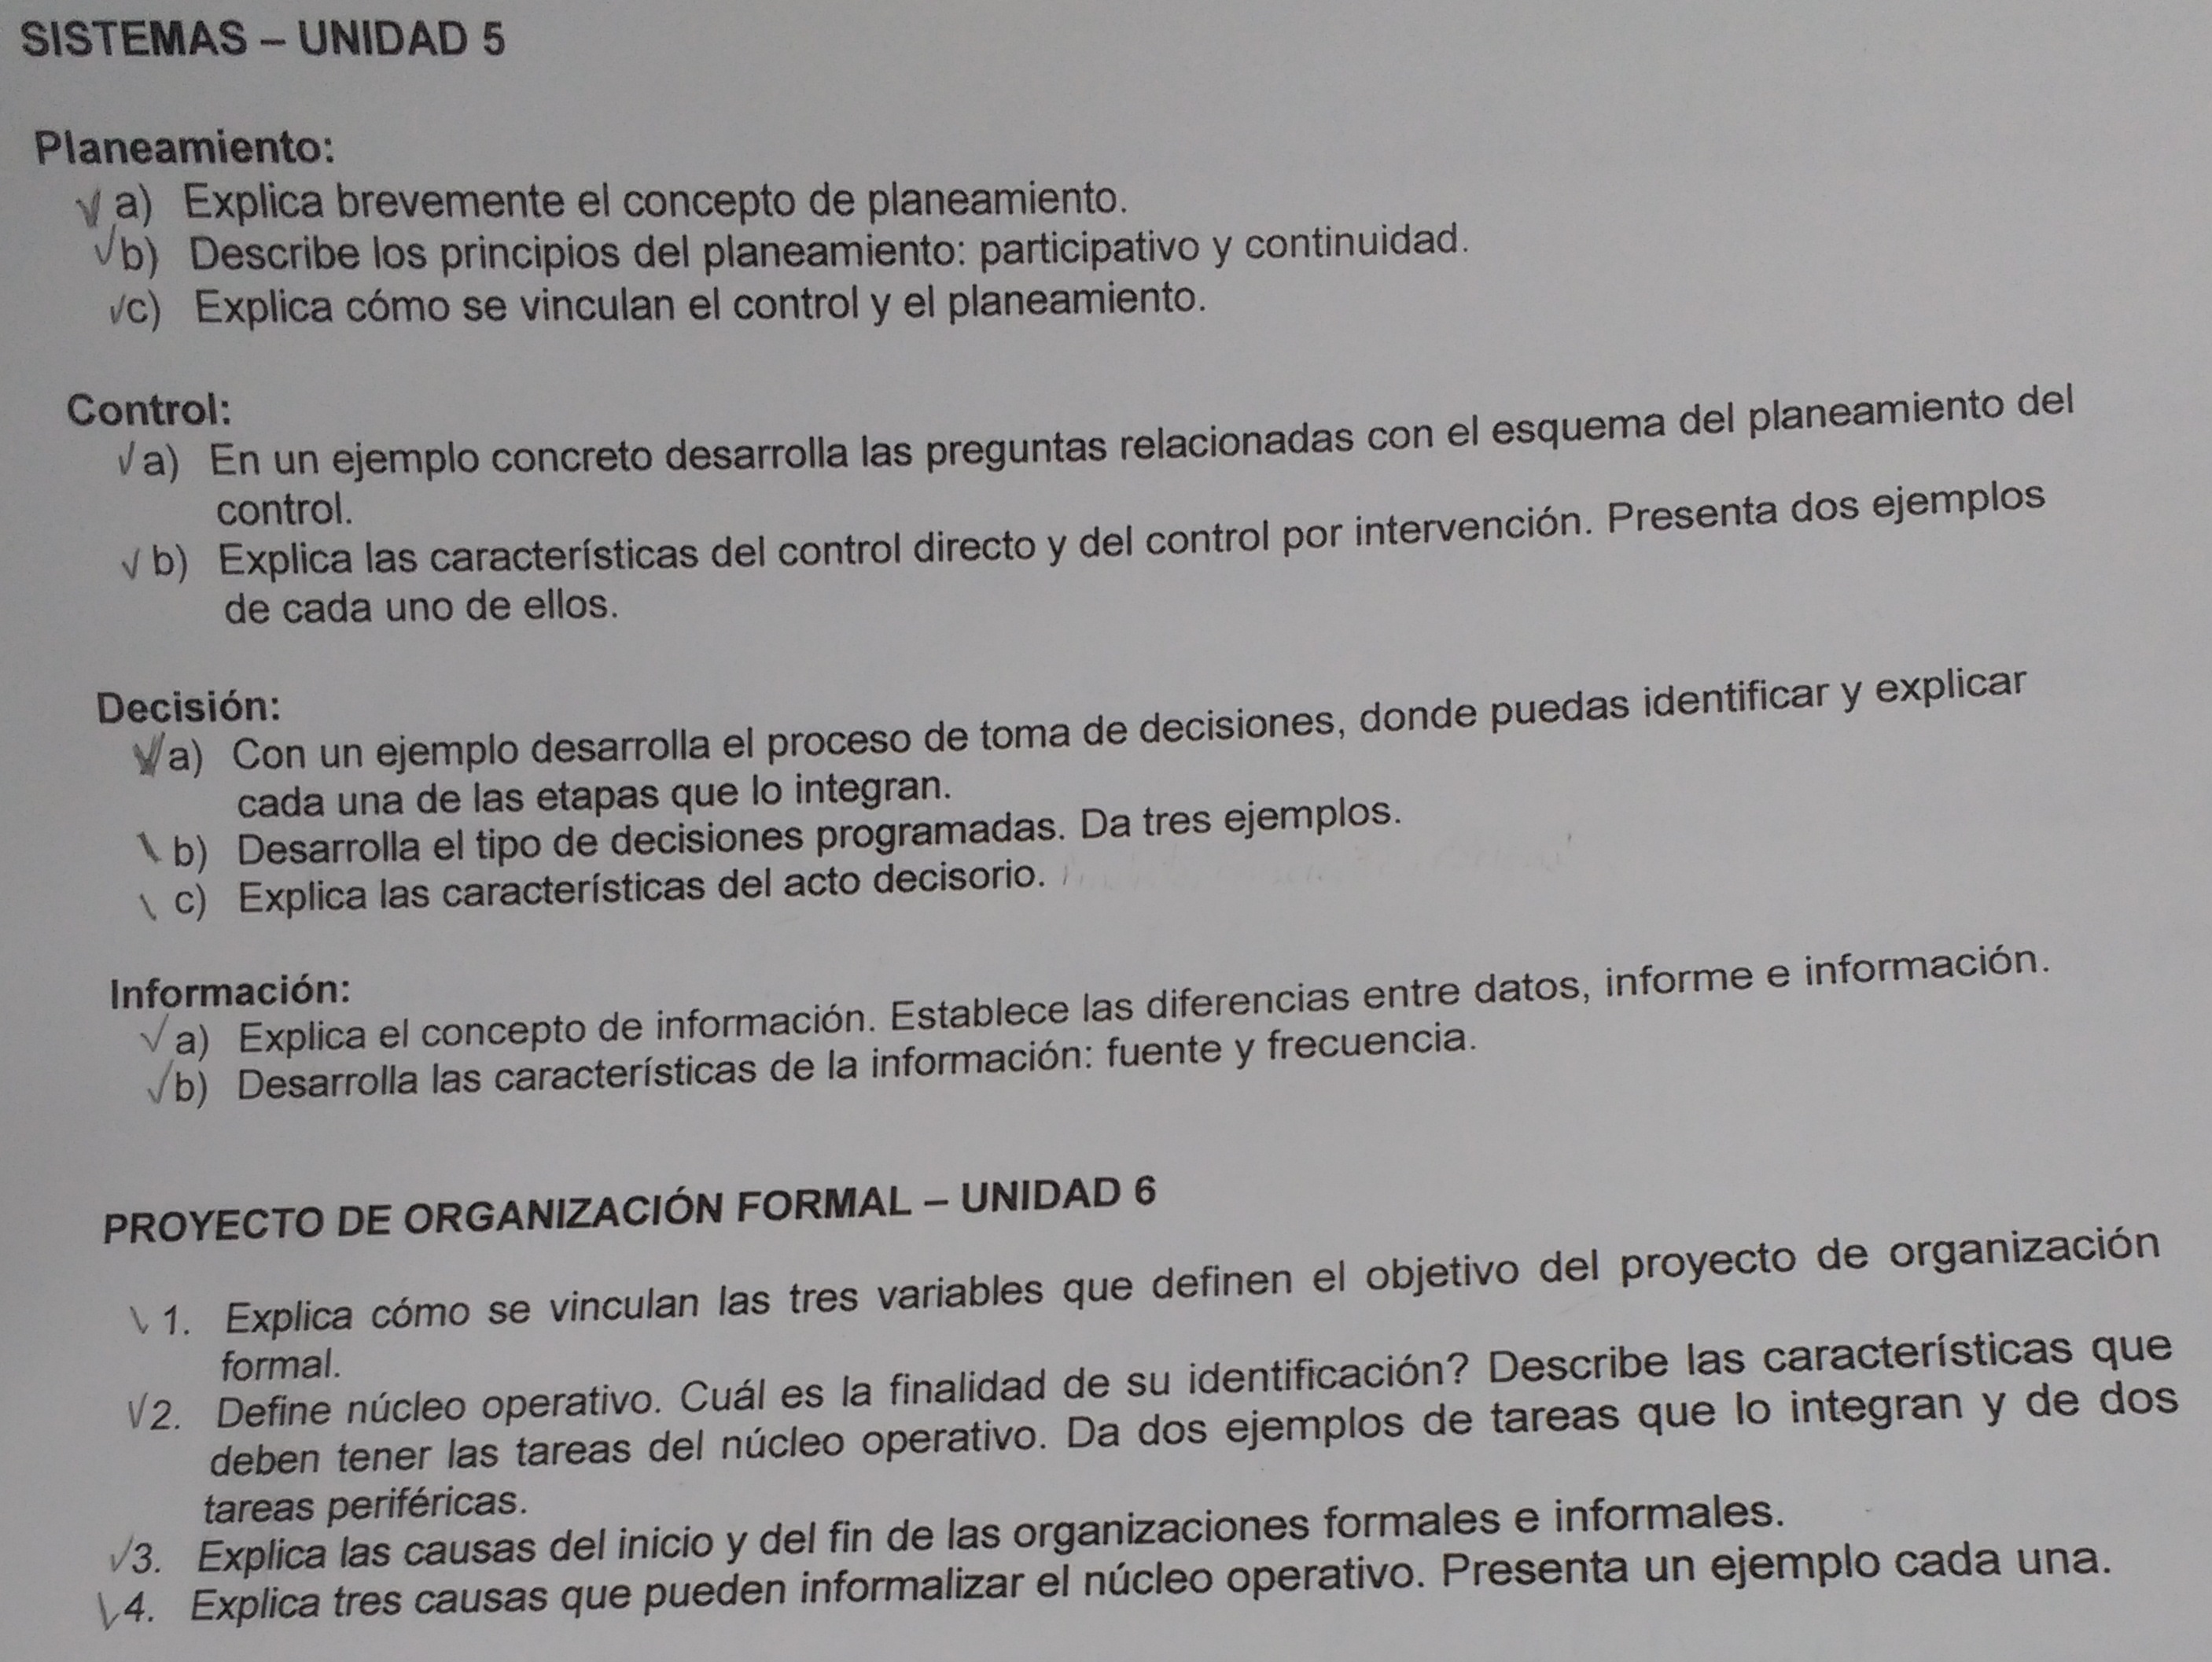 SISTEMAS – UNIDAD 5
Planeamiento:
a) Explica brevemente el concepto de planeamiento.
b) Describe los principios del planeamiento: participativo y continuidad.
c) Explica cómo se vinculan el control y el planeamiento.
Control:
a) En un ejemplo concreto desarrolla las preguntas relacionadas con el esquema del planeamiento del
control.
b) Explica las características del control directo y del control por intervención. Presenta dos ejemplos
de cada uno de ellos.
Decisión:
a) Con un ejemplo desarrolla el proceso de toma de decisiones, donde puedas identificar y explicar
cada una de las etapas que lo integran.
b) Desarrolla el tipo de decisiones programadas. Da tres ejemplos.
c) Explica las características del acto decisorio.
Información:
a) Explica el concepto de información. Establece las diferencias entre datos, informe e información.
b) Desarrolla las características de la información: fuente y frecuencia.
PROYECTO DE ORGANIZACIÓN FORMAL – UNIDAD 6
1. Explica cómo se vinculan las tres variables que definen el objetivo del proyecto de organización
formal.
2. Define núcleo operativo. Cuál es la finalidad de su identificación? Describe las características que
deben tener las tareas del núcleo operativo. Da dos ejemplos de tareas que lo integran y de dos
tareas periféricas.
3. Explica las causas del inicio y del fin de las organizaciones formales e informales.
4. Explica tres causas que pueden informalizar el núcleo operativo. Presenta un ejemplo cada una.